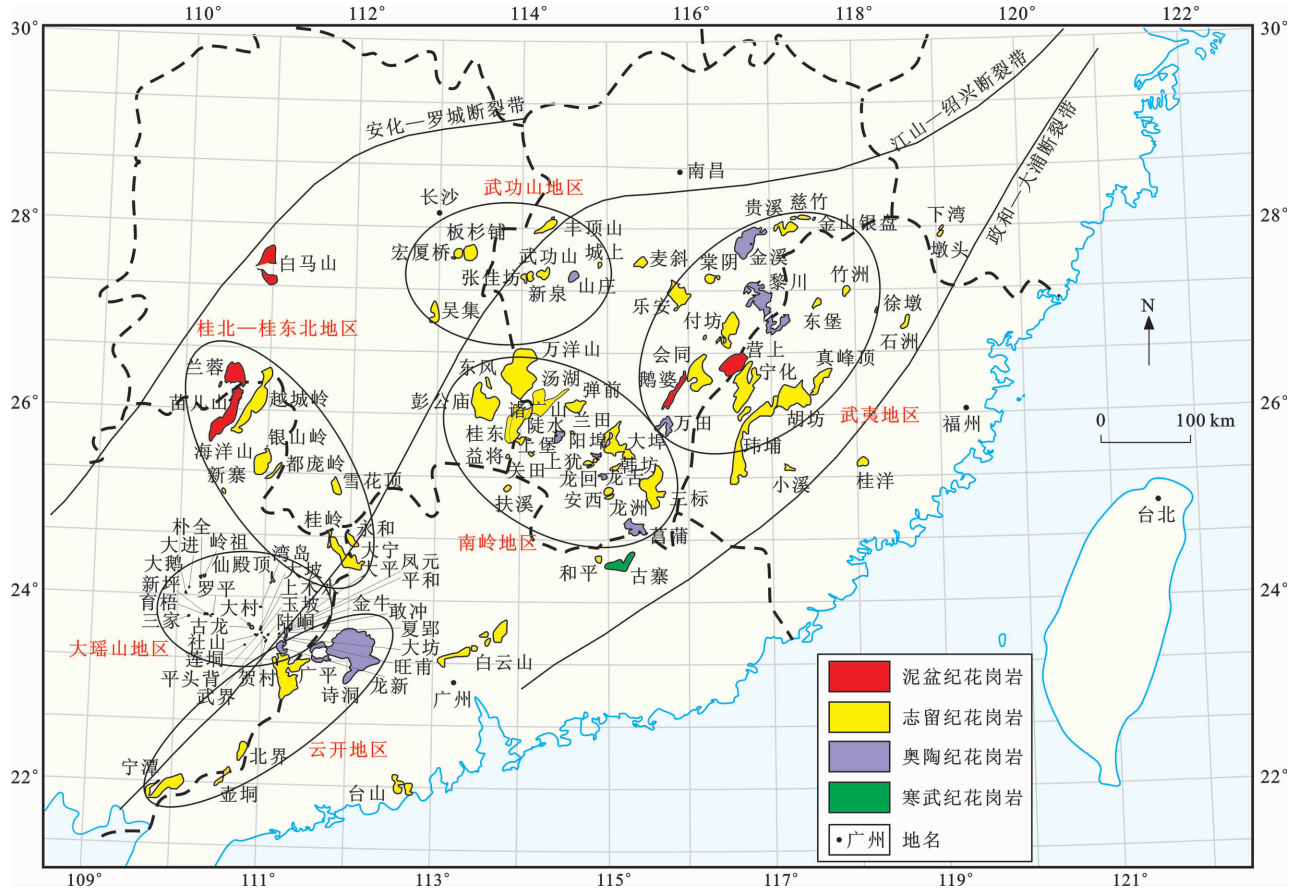 110°
112°
114°
116°
118°
120°
122°
30°
30°
安化—罗城断裂带
江山—绍兴断裂带
政和—大浦断裂带
南昌
长沙
武功山地区
28°
28°
贵溪
慈竹
金山银盘
下湾
墩头
板杉铺
丰顶山
宏厦桥
武功山
城上
麦斜
棠阴
金溪
竹洲
白马山
张佳坊
新泉
山庄
黎川
乐安
徐墩
吴集
付坊
东堡
石洲
桂北—桂东北地区
N
万洋山
会同
营上
真峰顶
兰蓉
东风
汤湖
鹅婆
宁化
苗儿山
越城岭
彭公庙
弹前
武夷地区
26°
26°
诸广山
三田
万田
胡坊
福州
0
100 km
桂东
陡水
阳埠
大埠
银山岭
海洋山
益将
上犹
韩坊
玮埔
新寨
都庞岭
关田
龙回
龙古
小溪
桂洋
雪花顶
扶溪
安西
龙洲
三标
台北
桂岭
永和
南岭地区
菖蒲
朴全
大进
岭祖
湾岛
大宁
凤元
大鹅
仙殿顶
大坡
太平
平和
和平
古寨
24°
24°
新坪
罗平
上木水
育梧
大村
玉坡
金牛
三家
古龙
陆峒
敢冲
社山
夏郢
大瑶山地区
莲垌
大坊
白云山
平头背
贺村
广平
旺甫
武界
诗洞
龙新
广州
云开地区
北界
宁潭
壶垌
台山
22°
22°
泥盆纪花岗岩
志留纪花岗岩
奥陶纪花岗岩
寒武纪花岗岩
广州
地名
109°
111°
113°
115°
117°
119°
121°